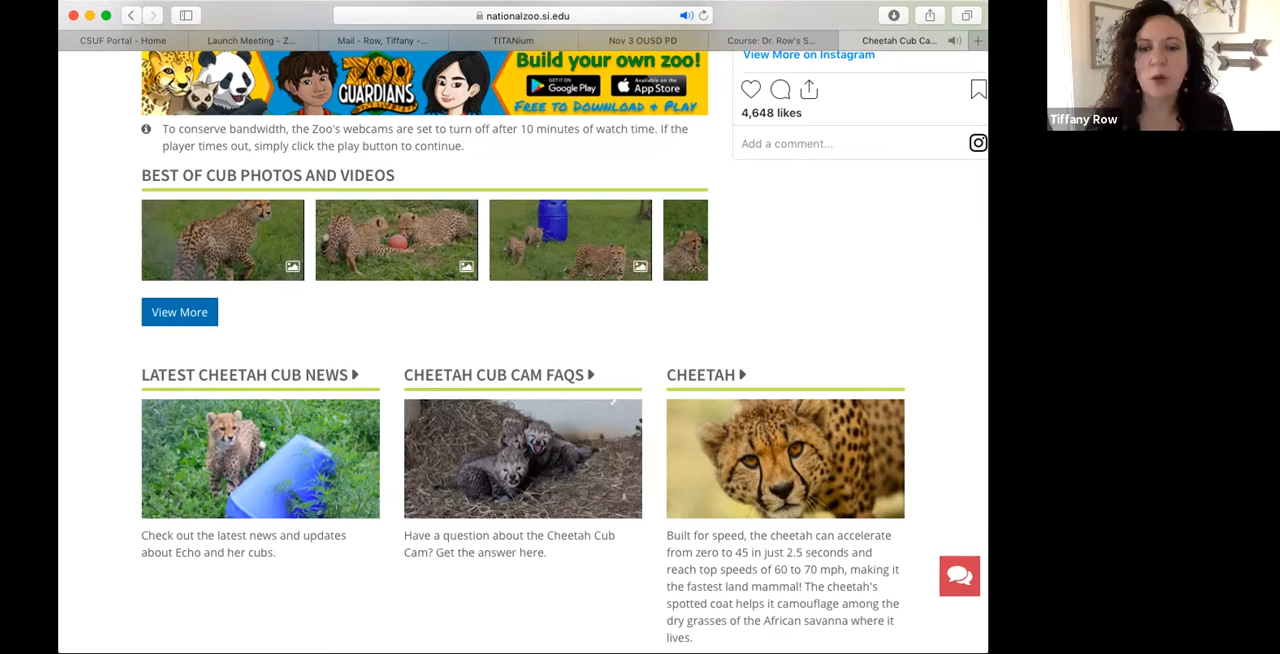 nationalzoo.si.edu
CSUF Portal - Home
Launch Meeting - Z...
Mail - Row, Tiffany -...
TITANium
Nov 3 OUSD PD
Course: Dr. Row's S...
Cheetah Cub Ca...
ZOO GUARDIANS
Build your own zoo!
GET IT ON Google Play
Available on the App Store
FREE TO DOWNLOAD & PLAY
To conserve bandwidth, the Zoo's webcams are set to turn off after 10 minutes of watch time. If the
player times out, simply click the play button to continue.
View More on Instagram
4,648 likes
Add a comment...
Tiffany Row
BEST OF CUB PHOTOS AND VIDEOS
View More
LATEST CHEETAH CUB NEWS
Check out the latest news and updates
about Echo and her cubs.
CHEETAH CUB CAM FAQS
Have a question about the Cheetah Cub
Cam? Get the answer here.
CHEETAH
Built for speed, the cheetah can accelerate
from zero to 45 in just 2.5 seconds and
reach top speeds of 60 to 70 mph, making it
the fastest land mammal! The cheetah's
spotted coat helps it camouflage among the
dry grasses of the African savanna where it
lives.